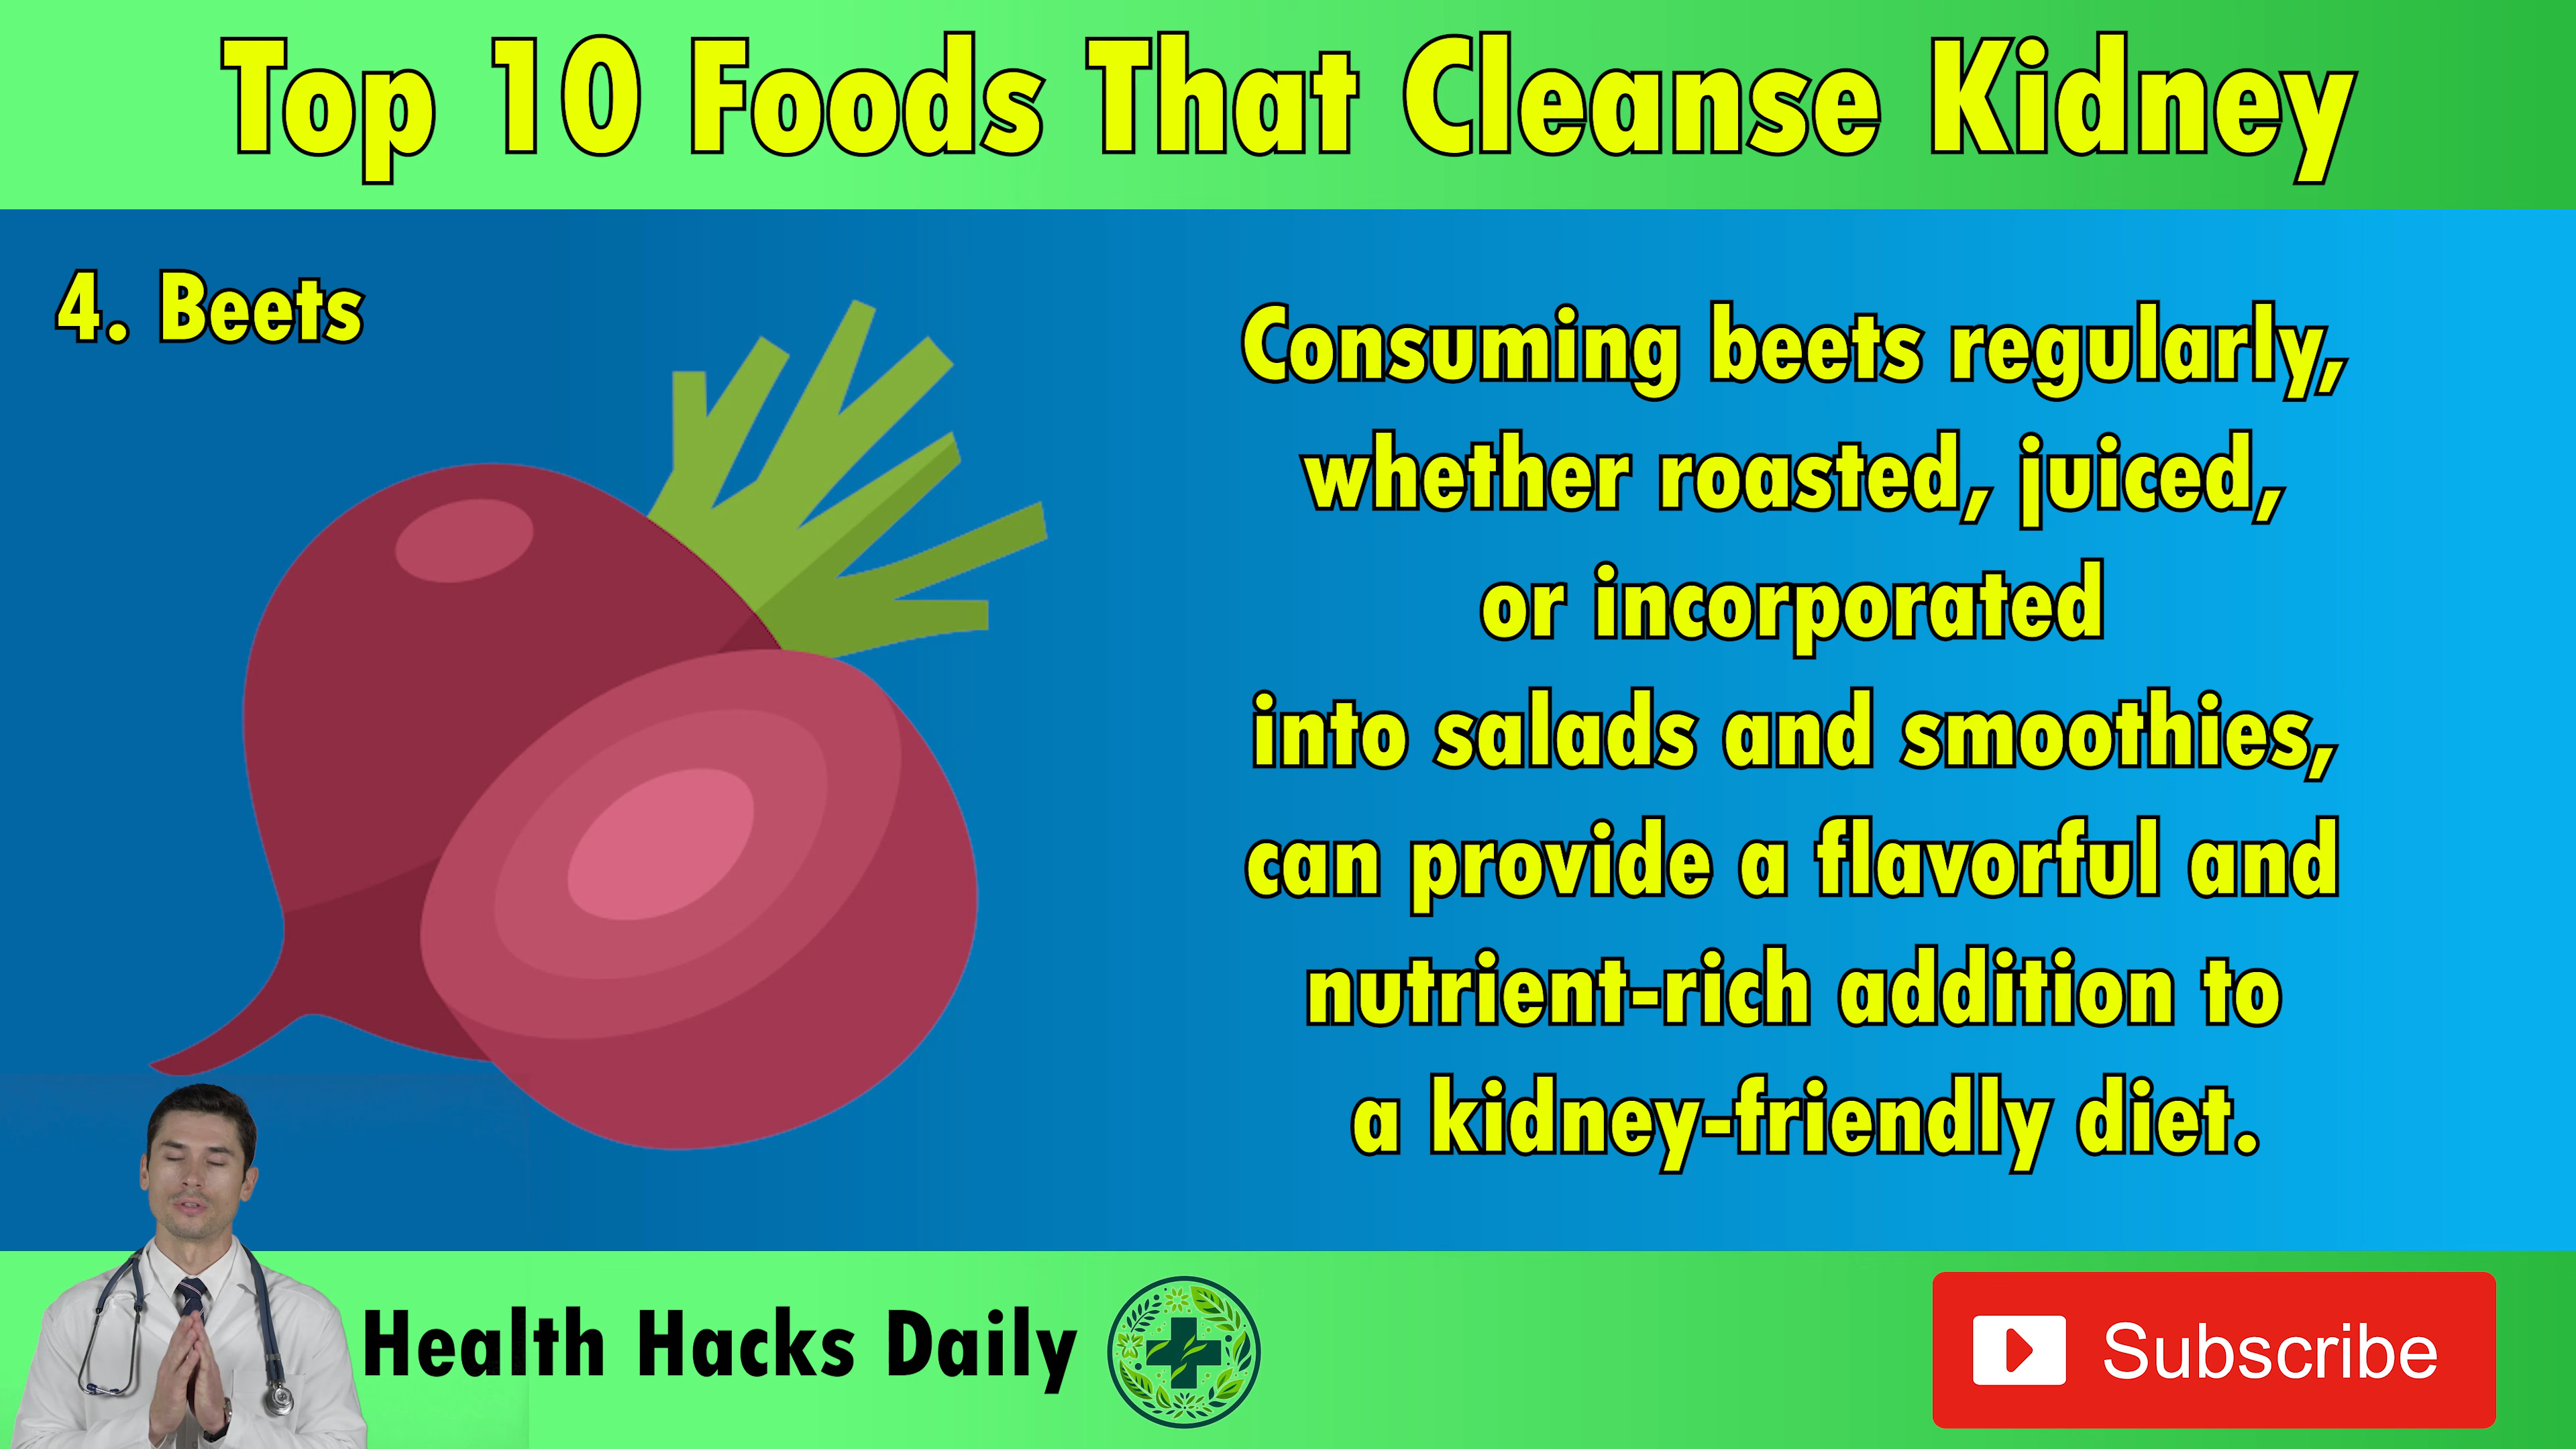 Top 10 Foods That Cleanse Kidney
4. Beets
Consuming beets regularly,
whether roasted, juiced,
or incorporated
into salads and smoothies,
can provide a flavorful and
nutrient-rich addition to
a kidney-friendly diet.
Health Hacks Daily
Subscribe